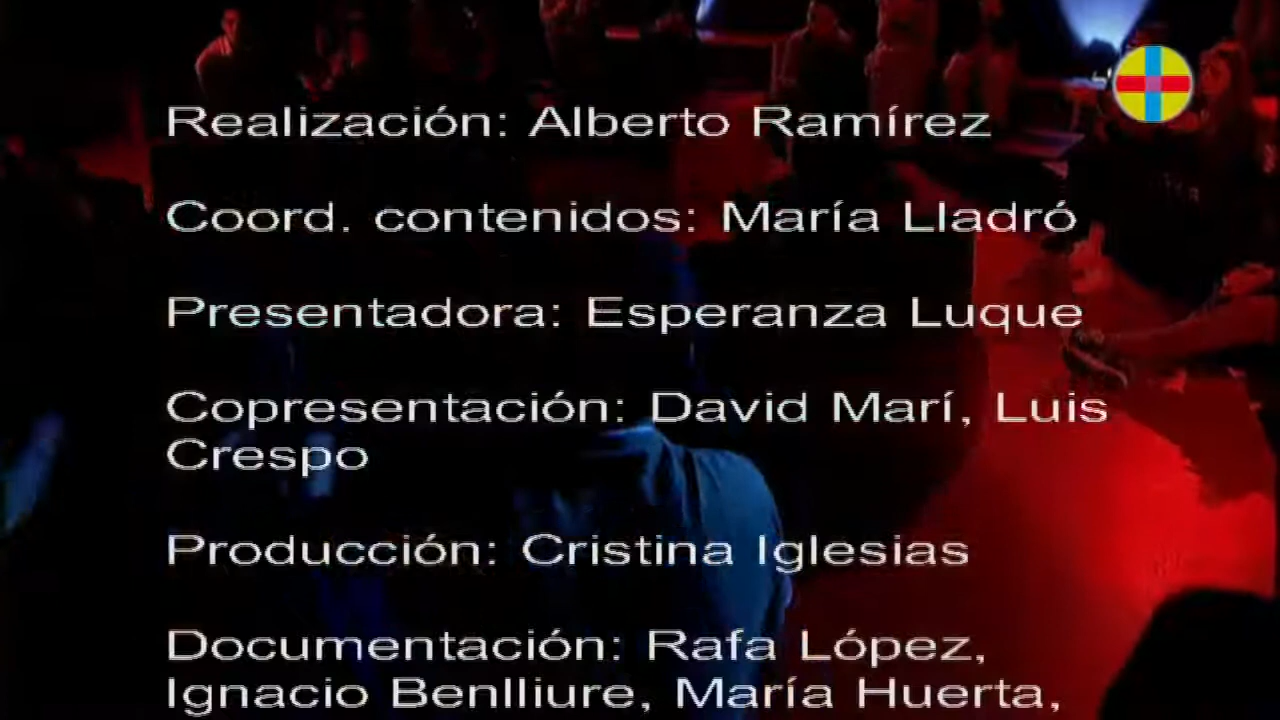 Realización: Alberto Ramírez
Coord. contenidos: María Lladró
Presentadora: Esperanza Luque
Copresentación: David Marí, Luis
Crespo
Producción: Cristina Iglesias
Documentación: Rafa López,
Ignacio Benlliure, María Huerta,